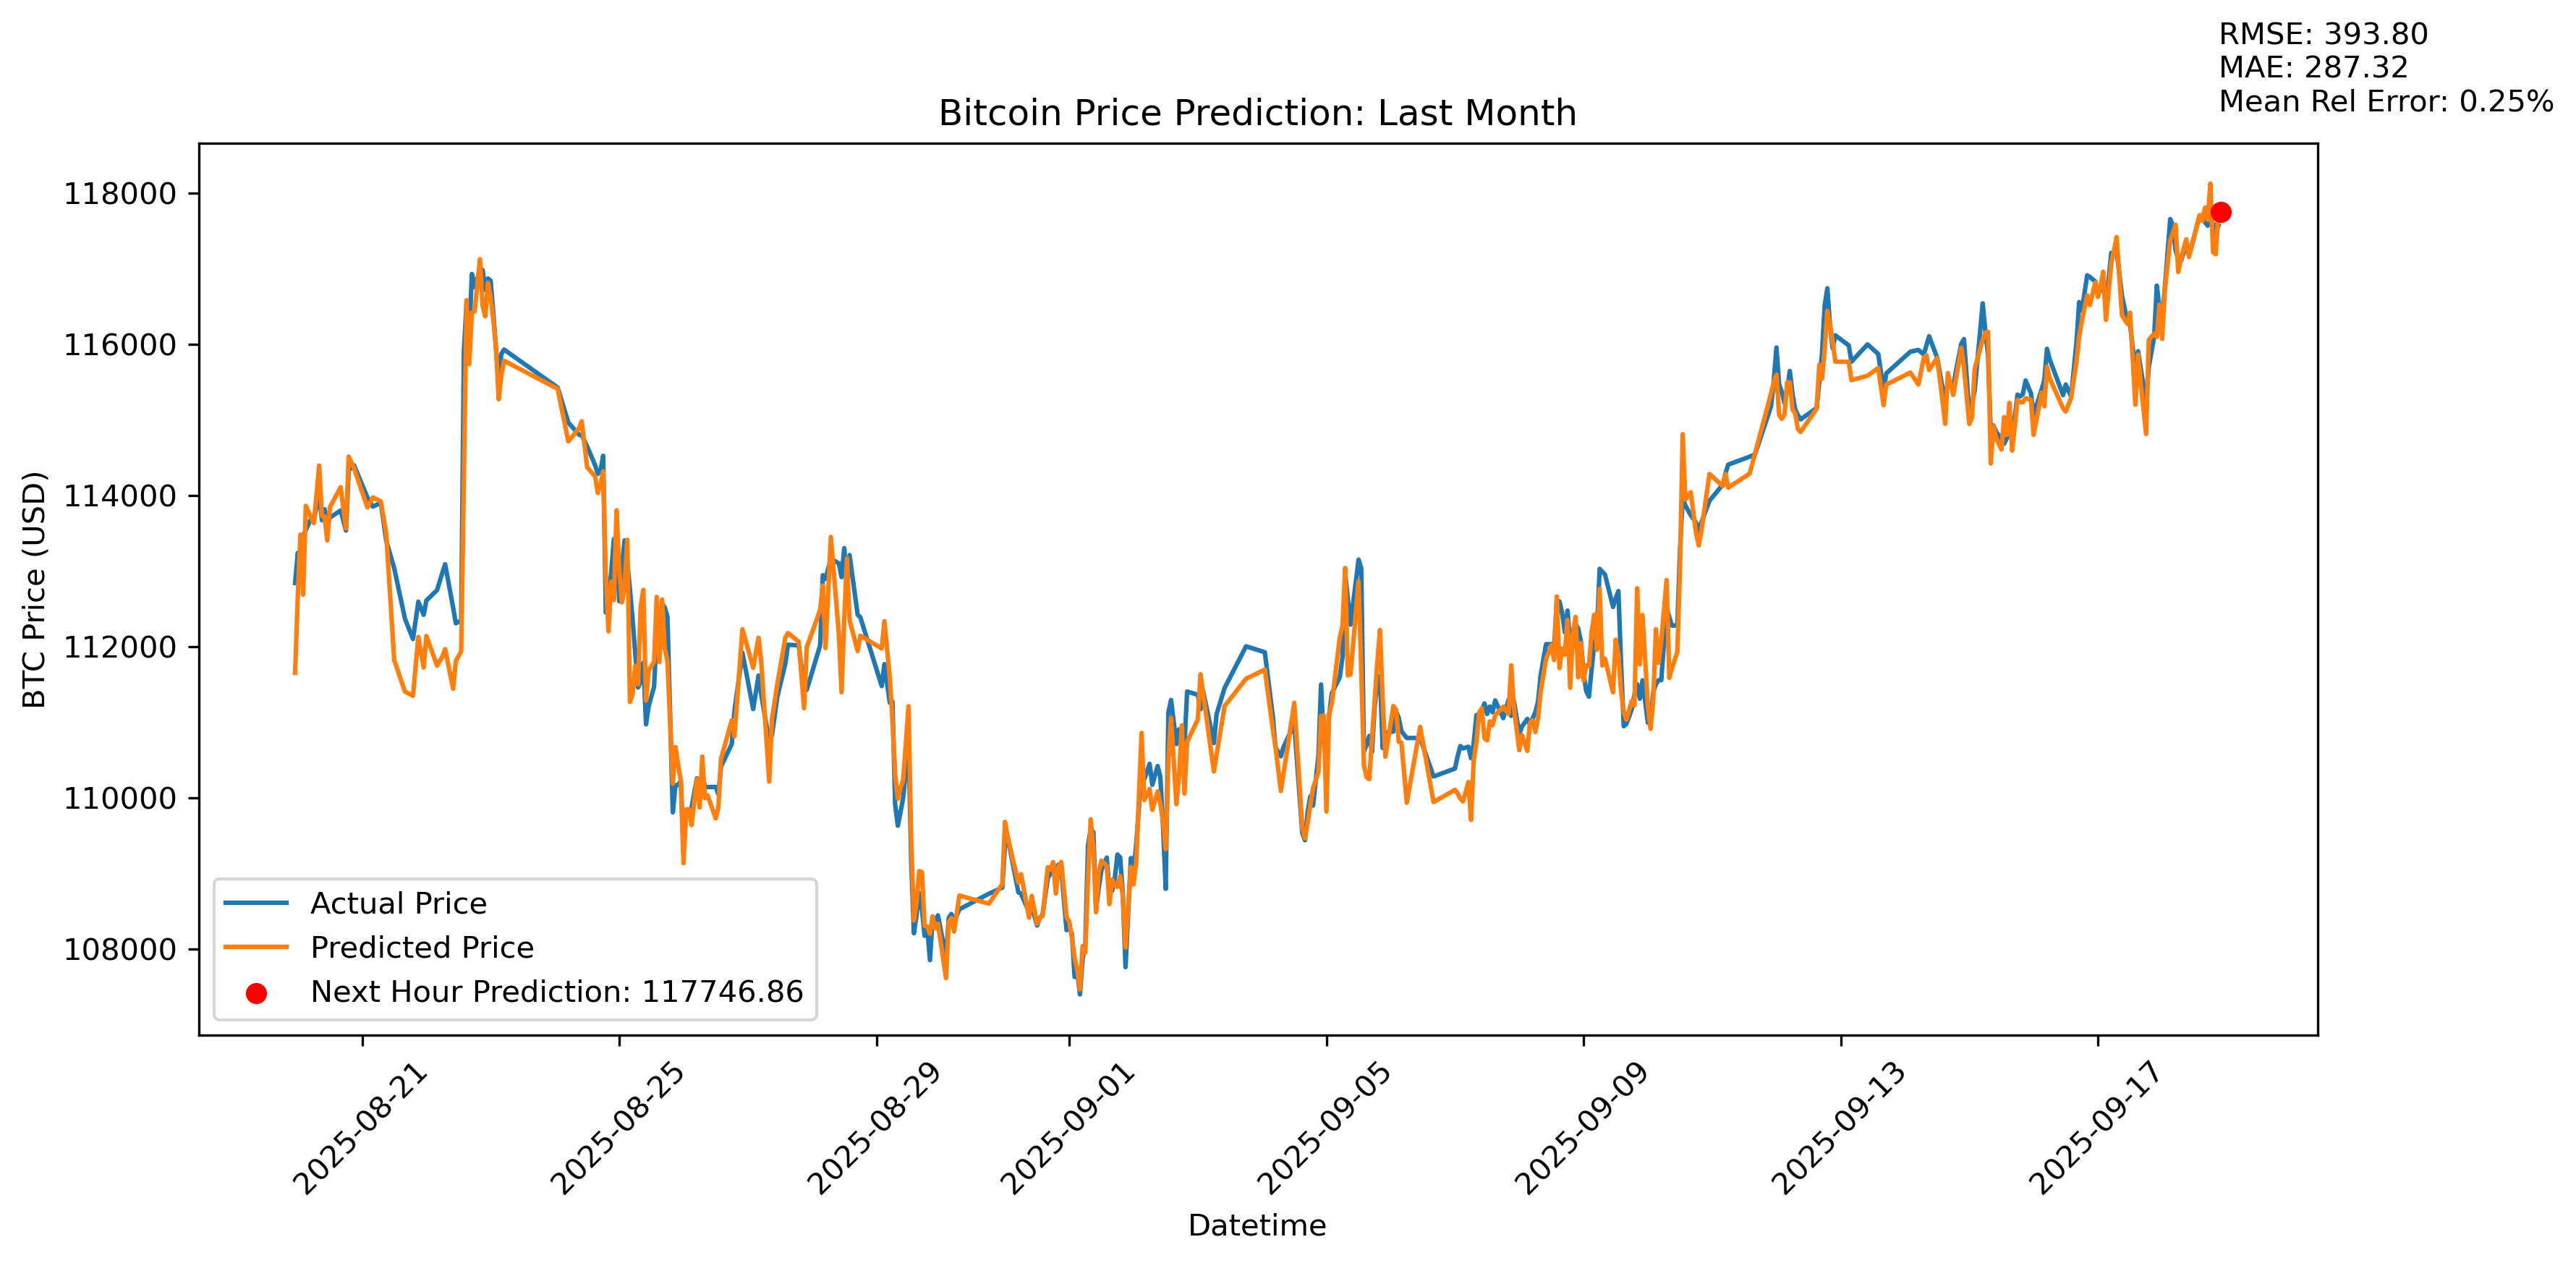 RMSE: 393.80
MAE: 287.32
Mean Rel Error: 0.25%
Bitcoin Price Prediction: Last Month
BTC Price (USD)
118000
116000
114000
112000
110000
108000
Actual Price
Predicted Price
Next Hour Prediction: 117746.86
2025-08-21
2025-08-25
2025-08-29
2025-09-01
2025-09-05
2025-09-09
2025-09-13
2025-09-17
Datetime